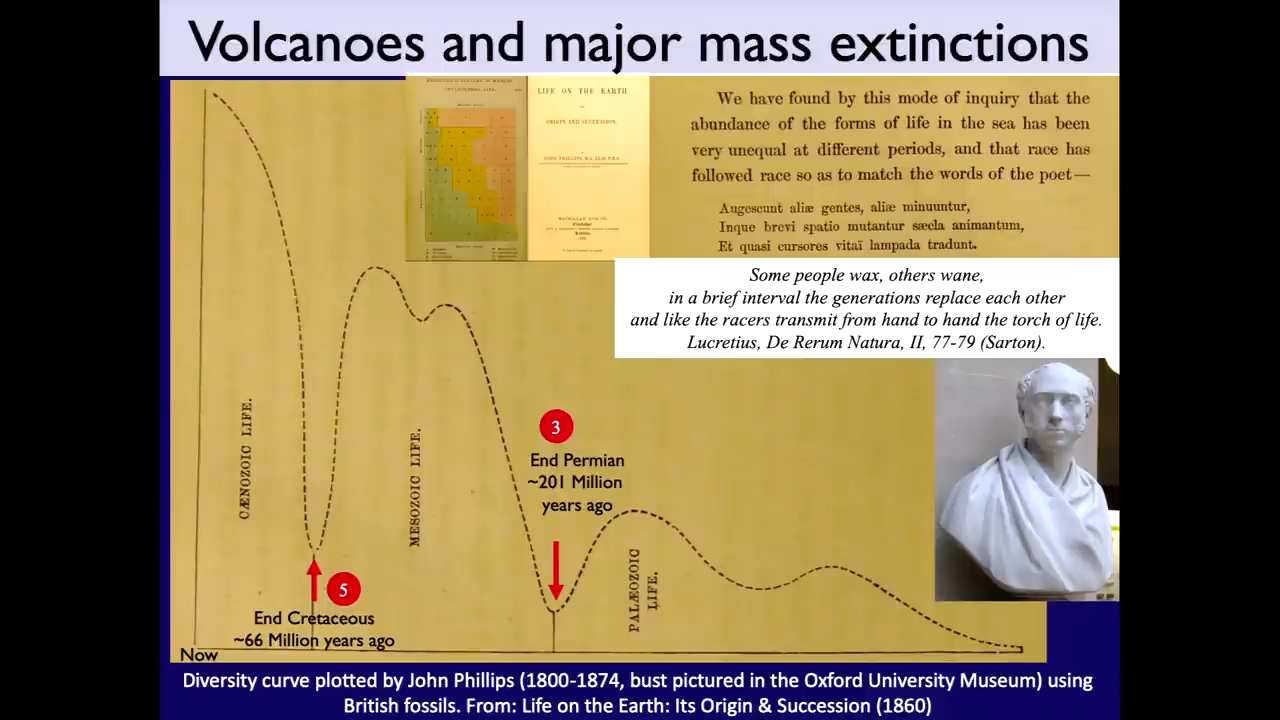 Volcanoes and major mass extinctions
LIFE ON THE EARTH
ORIGIN AND SUCCESSION.
JOHN PHILLIPS
MACMILLAN AND CO.
We have found by this mode of inquiry that the
abundance of the forms of life in the sea has been
very unequal at different periods, and that race has
followed race so as to match the words of the poet—
Augescunt aliæ gentes, aliæ minuuntur,
Inque brevi spatio mutantur sæcla animantum,
Et quasi cursores vitaï lampada tradunt.
Some people wax, others wane,
in a brief interval the generations replace each other
and like the racers transmit from hand to hand the torch of life.
Lucretius, De Rerum Natura, II, 77-79 (Sarton).
CÆNOZOIC LIFE.
MESOZOIC LIFE.
PALÆOZOIC
LIFE.
3
End Permian
~201 Million
years ago
5
End Cretaceous
~66 Million years ago
Now
Diversity curve plotted by John Phillips (1800-1874, bust pictured in the Oxford University Museum) using
British fossils. From: Life on the Earth: Its Origin & Succession (1860)